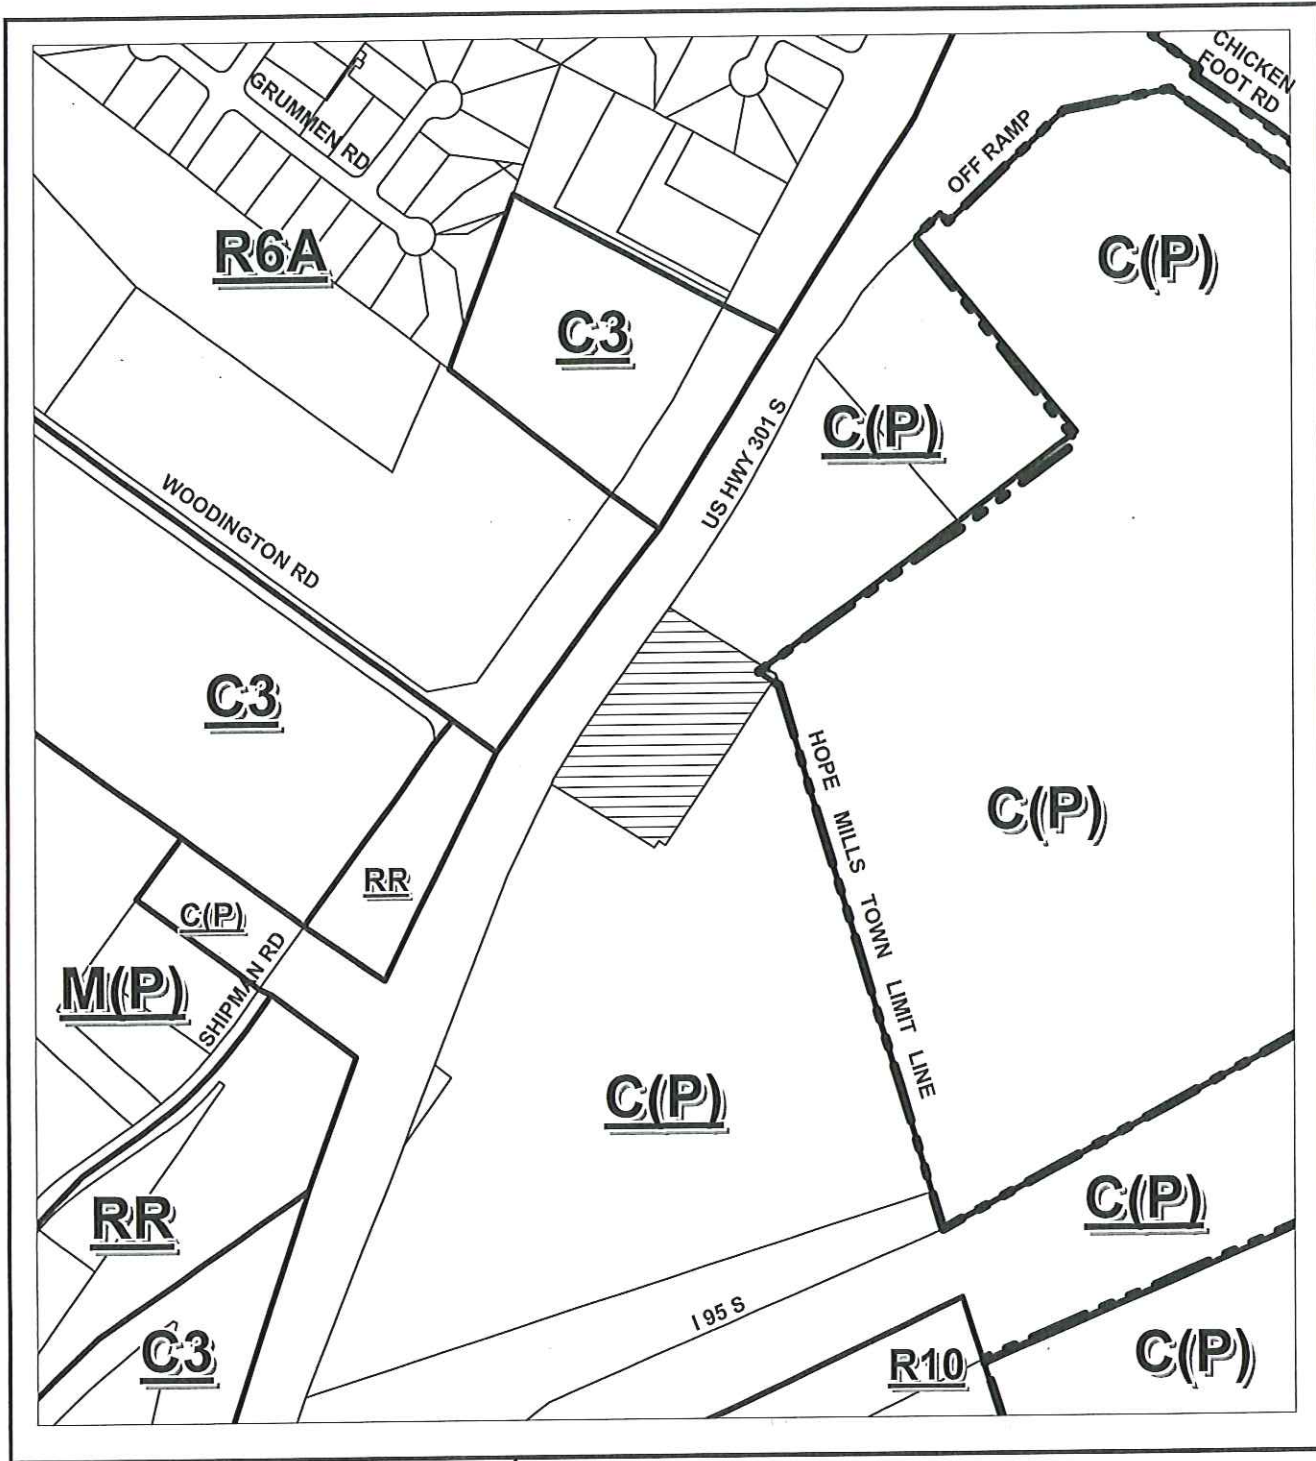 CHICKEN
FOOT RD
GRUMMEN RD
OFF RAMP
R6A
C(P)
C3
C(P)
US HWY 301 S
WOODINGTON RD
C3
HOPE MILLS TOWN LIMIT LINE
C(P)
RR
C(P)
SHIPMAN RD
M(P)
C(P)
RR
C(P)
I 95 S
C3
R10
C(P)